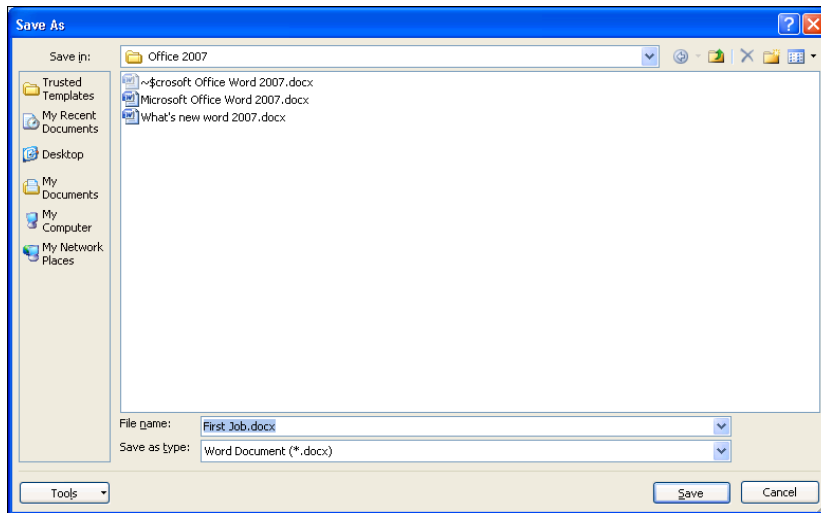 Save As
Save in:
Office 2007
Trusted
Templates
My Recent
Documents
Desktop
My
Documents
My
Computer
My Network
Places
~$crosoft Office Word 2007.docx
Microsoft Office Word 2007.docx
What's new word 2007.docx
File name:
First Job.docx
Save as type:
Word Document (*.docx)
Tools
Save
Cancel